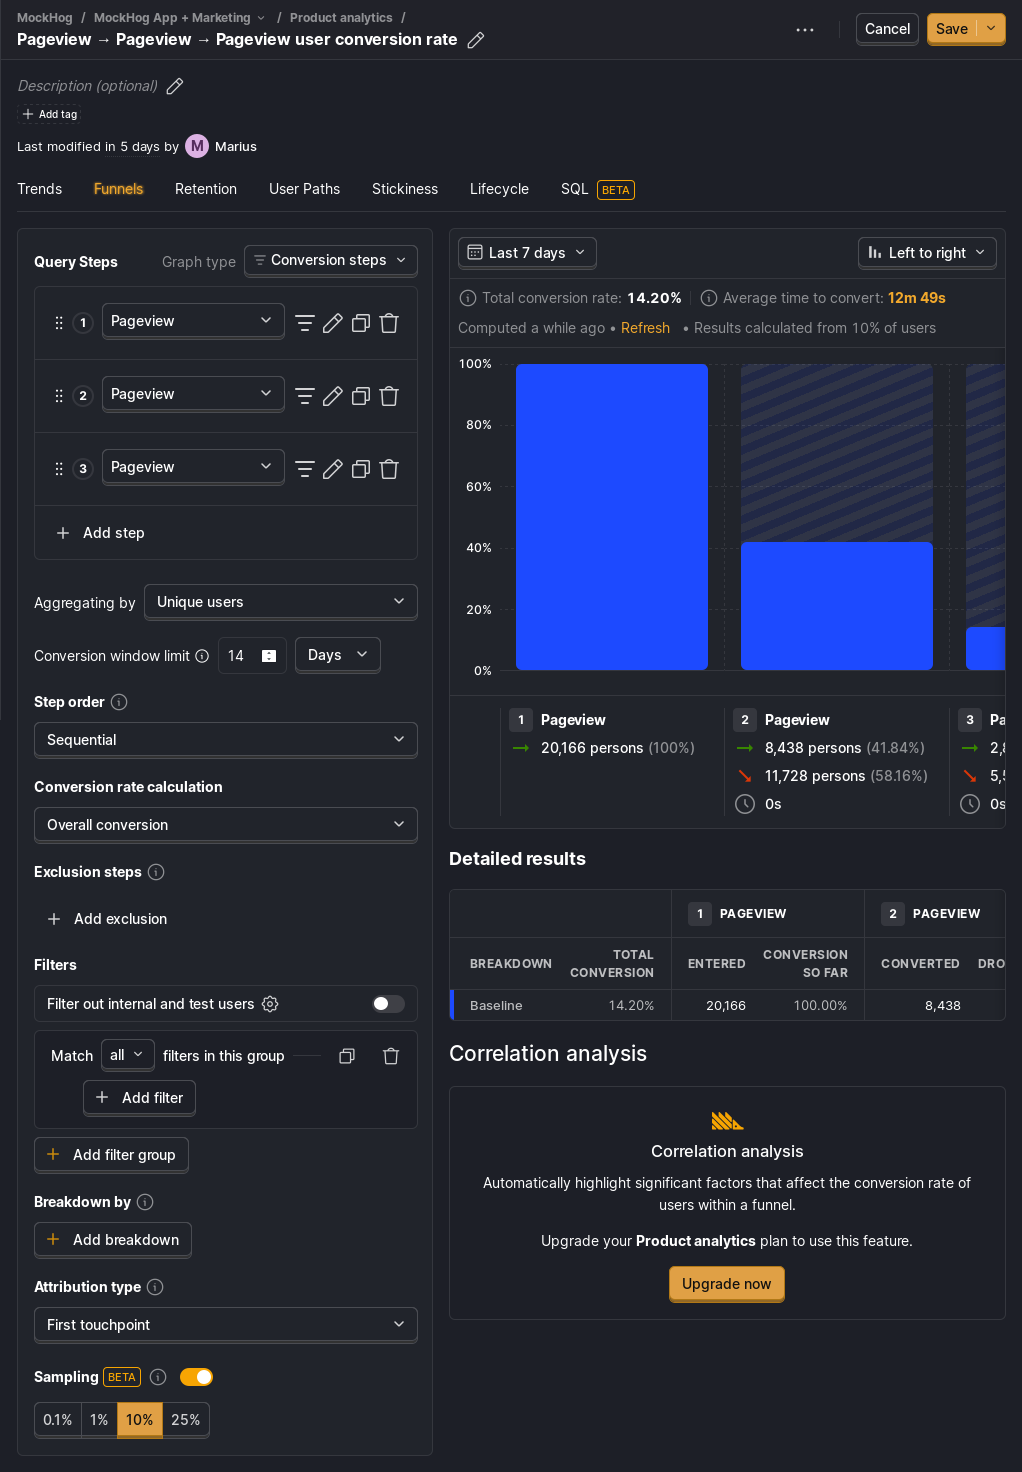 MockHog / MockHog App + Marketing / Product analytics /
Pageview → Pageview → Pageview user conversion rate
Cancel
Save
Description (optional)
Add tag
Last modified in 5 days by M Marius
Trends Funnels Retention User Paths Stickiness Lifecycle SQL BETA
Query Steps
Graph type
Conversion steps
1 Pageview
2 Pageview
3 Pageview
Add step
Aggregating by Unique users
Conversion window limit 14 Days
Step order
Sequential
Conversion rate calculation
Overall conversion
Exclusion steps
Add exclusion
Filters
Filter out internal and test users
Match all filters in this group
Add filter
Add filter group
Breakdown by
Add breakdown
Attribution type
First touchpoint
Sampling BETA
0.1% 1% 10% 25%
Last 7 days
Left to right
Total conversion rate: 14.20%
Average time to convert: 12m 49s
Computed a while ago • Refresh • Results calculated from 10% of users
100%
80%
60%
40%
20%
0%
1 Pageview
20,166 persons (100%)
2 Pageview
8,438 persons (41.84%)
11,728 persons (58.16%)
0s
3 Pa
2,8
5,5
0s
Detailed results
1 PAGEVIEW
2 PAGEVIEW
BREAKDOWN
TOTAL
CONVERSION
ENTERED
CONVERSION
SO FAR
CONVERTED
DRO
Baseline 14.20% 20,166 100.00% 8,438
Correlation analysis
Correlation analysis
Automatically highlight significant factors that affect the conversion rate of
users within a funnel.
Upgrade your Product analytics plan to use this feature.
Upgrade now